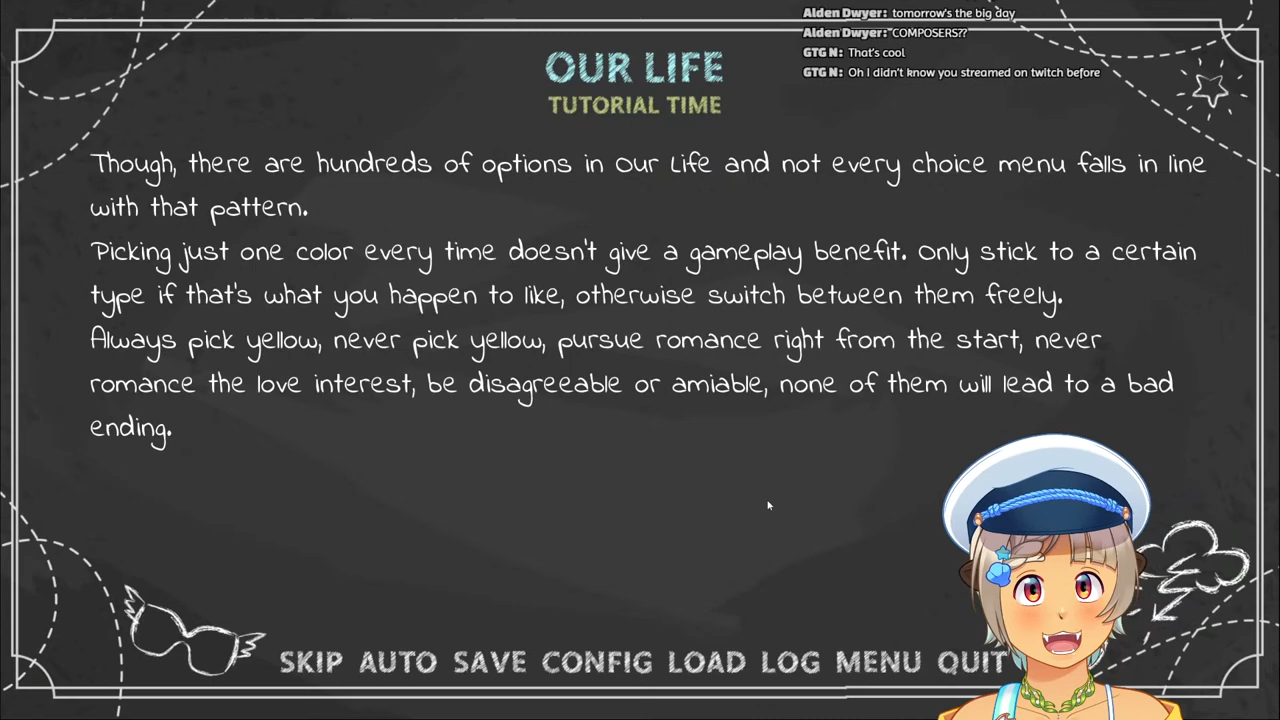 Alden Dwyer: tomorrow's the big day
Alden Dwyer: COMPOSERS??
GTG N: That's cool
GTG N: Oh I didn't know you streamed on twitch before
OUR LIFE
TUTORIAL TIME
Though, there are hundreds of options in Our Life and not every choice menu falls in line
with that pattern.
Picking just one color every time doesn't give a gameplay benefit. Only stick to a certain
type if that's what you happen to like, otherwise switch between them freely.
Always pick yellow, never pick yellow, pursue romance right from the start, never
romance the love interest, be disagreeable or amiable, none of them will lead to a bad
ending.
SKIP AUTO SAVE CONFIG LOAD LOG MENU QUIT